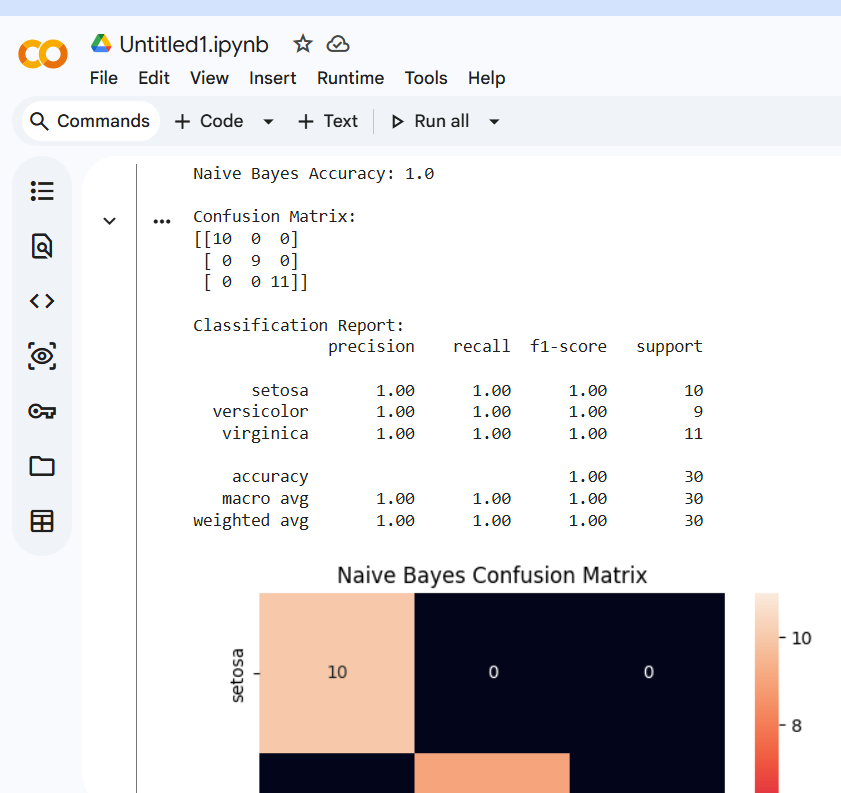 Untitled1.ipynb
File Edit View Insert Runtime Tools Help
Commands + Code + Text Run all
Naive Bayes Accuracy: 1.0
... Confusion Matrix:
[[10  0  0]
 [ 0  9  0]
 [ 0  0 11]]
Classification Report:
              precision    recall  f1-score   support
      setosa       1.00      1.00      1.00        10
  versicolor       1.00      1.00      1.00         9
   virginica       1.00      1.00      1.00        11
    accuracy                           1.00        30
   macro avg       1.00      1.00      1.00        30
weighted avg       1.00      1.00      1.00        30
Naive Bayes Confusion Matrix
setosa 10 0 0
10
8